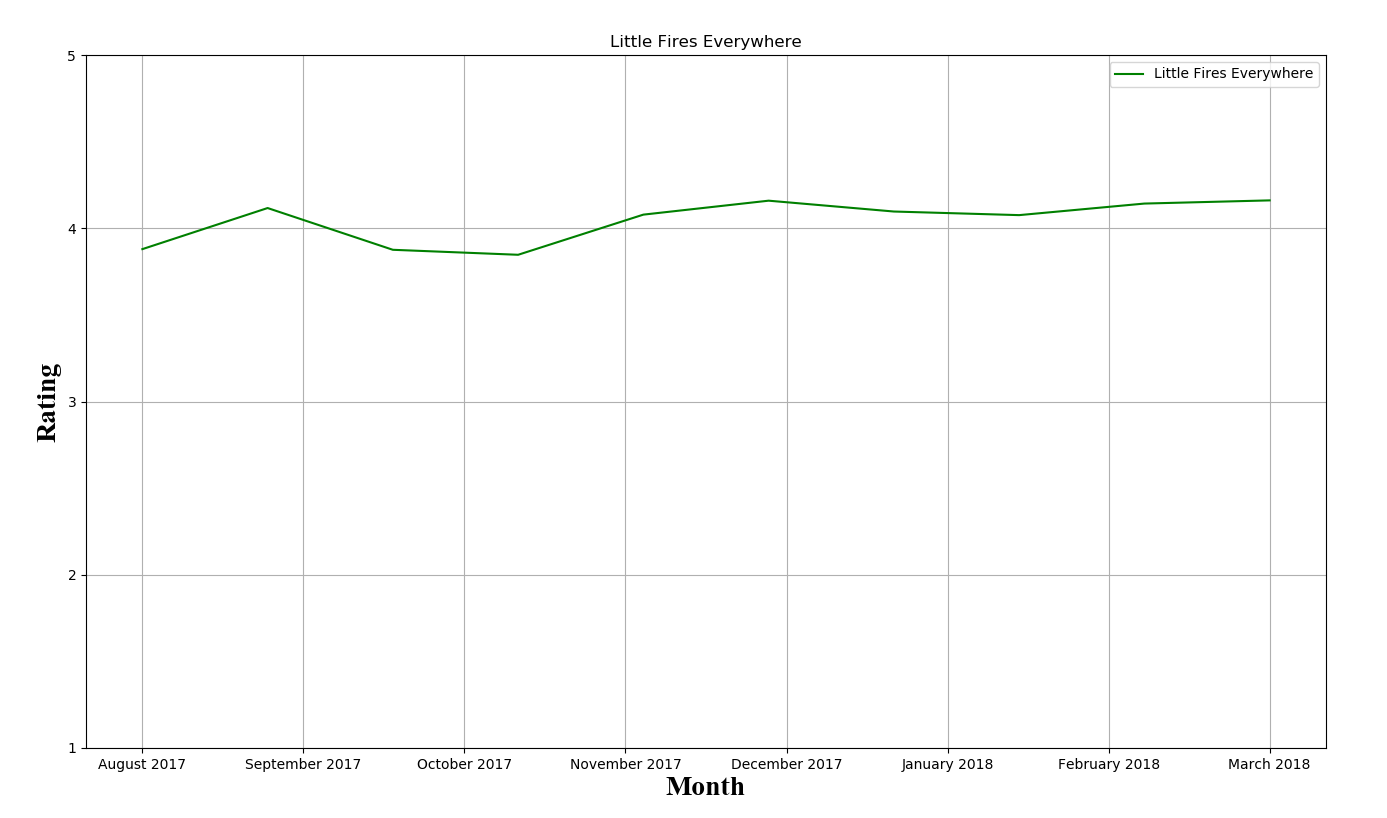 Little Fires Everywhere
Little Fires Everywhere
5
4
3
2
1
Rating
August 2017 September 2017 October 2017 November 2017 December 2017 January 2018 February 2018 March 2018
Month